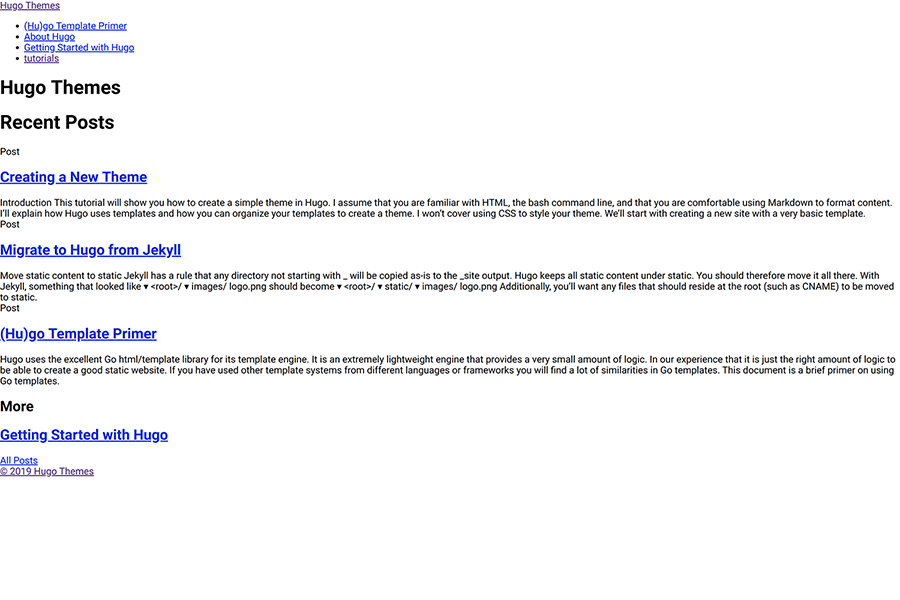 Hugo Themes
(Hu)go Template Primer
About Hugo
Getting Started with Hugo
tutorials
Hugo Themes
Recent Posts
Post
Creating a New Theme
Introduction This tutorial will show you how to create a simple theme in Hugo. I assume that you are familiar with HTML, the bash command line, and that you are comfortable using Markdown to format content.
I’ll explain how Hugo uses templates and how you can organize your templates to create a theme. I won’t cover using CSS to style your theme. We’ll start with creating a new site with a very basic template.
Post
Migrate to Hugo from Jekyll
Move static content to static Jekyll has a rule that any directory not starting with _ will be copied as-is to the _site output. Hugo keeps all static content under static. You should therefore move it all there. With
Jekyll, something that looked like ▾ <root>/ ▾ images/ logo.png should become ▾ <root>/ ▾ static/ ▾ images/ logo.png Additionally, you’ll want any files that should reside at the root (such as CNAME) to be moved
to static.
Post
(Hu)go Template Primer
Hugo uses the excellent Go html/template library for its template engine. It is an extremely lightweight engine that provides a very small amount of logic. In our experience that it is just the right amount of logic to
be able to create a good static website. If you have used other template systems from different languages or frameworks you will find a lot of similarities in Go templates. This document is a brief primer on using
Go templates.
More
Getting Started with Hugo
All Posts
© 2019 Hugo Themes